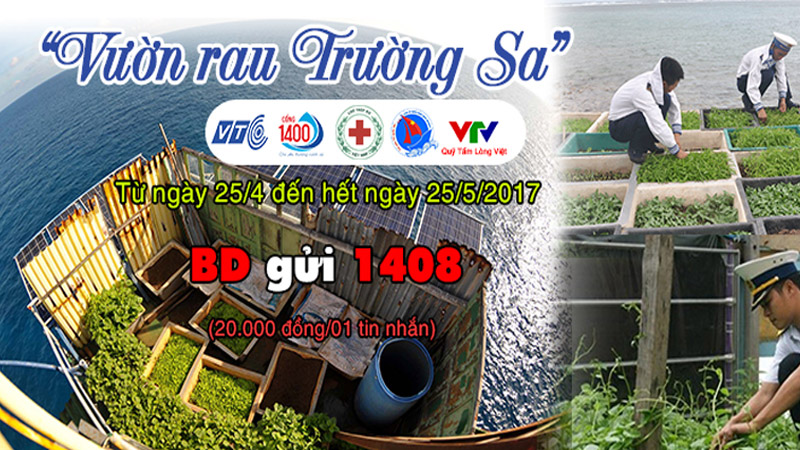 “Vườn rau Trường Sa”
VTC
CỔNG
1400
VTV
Quỹ Tấm Lòng Việt
Từ ngày 25/4 đến hết ngày 25/5/2017
BD gửi 1408
(20.000 đồng/01 tin nhắn)